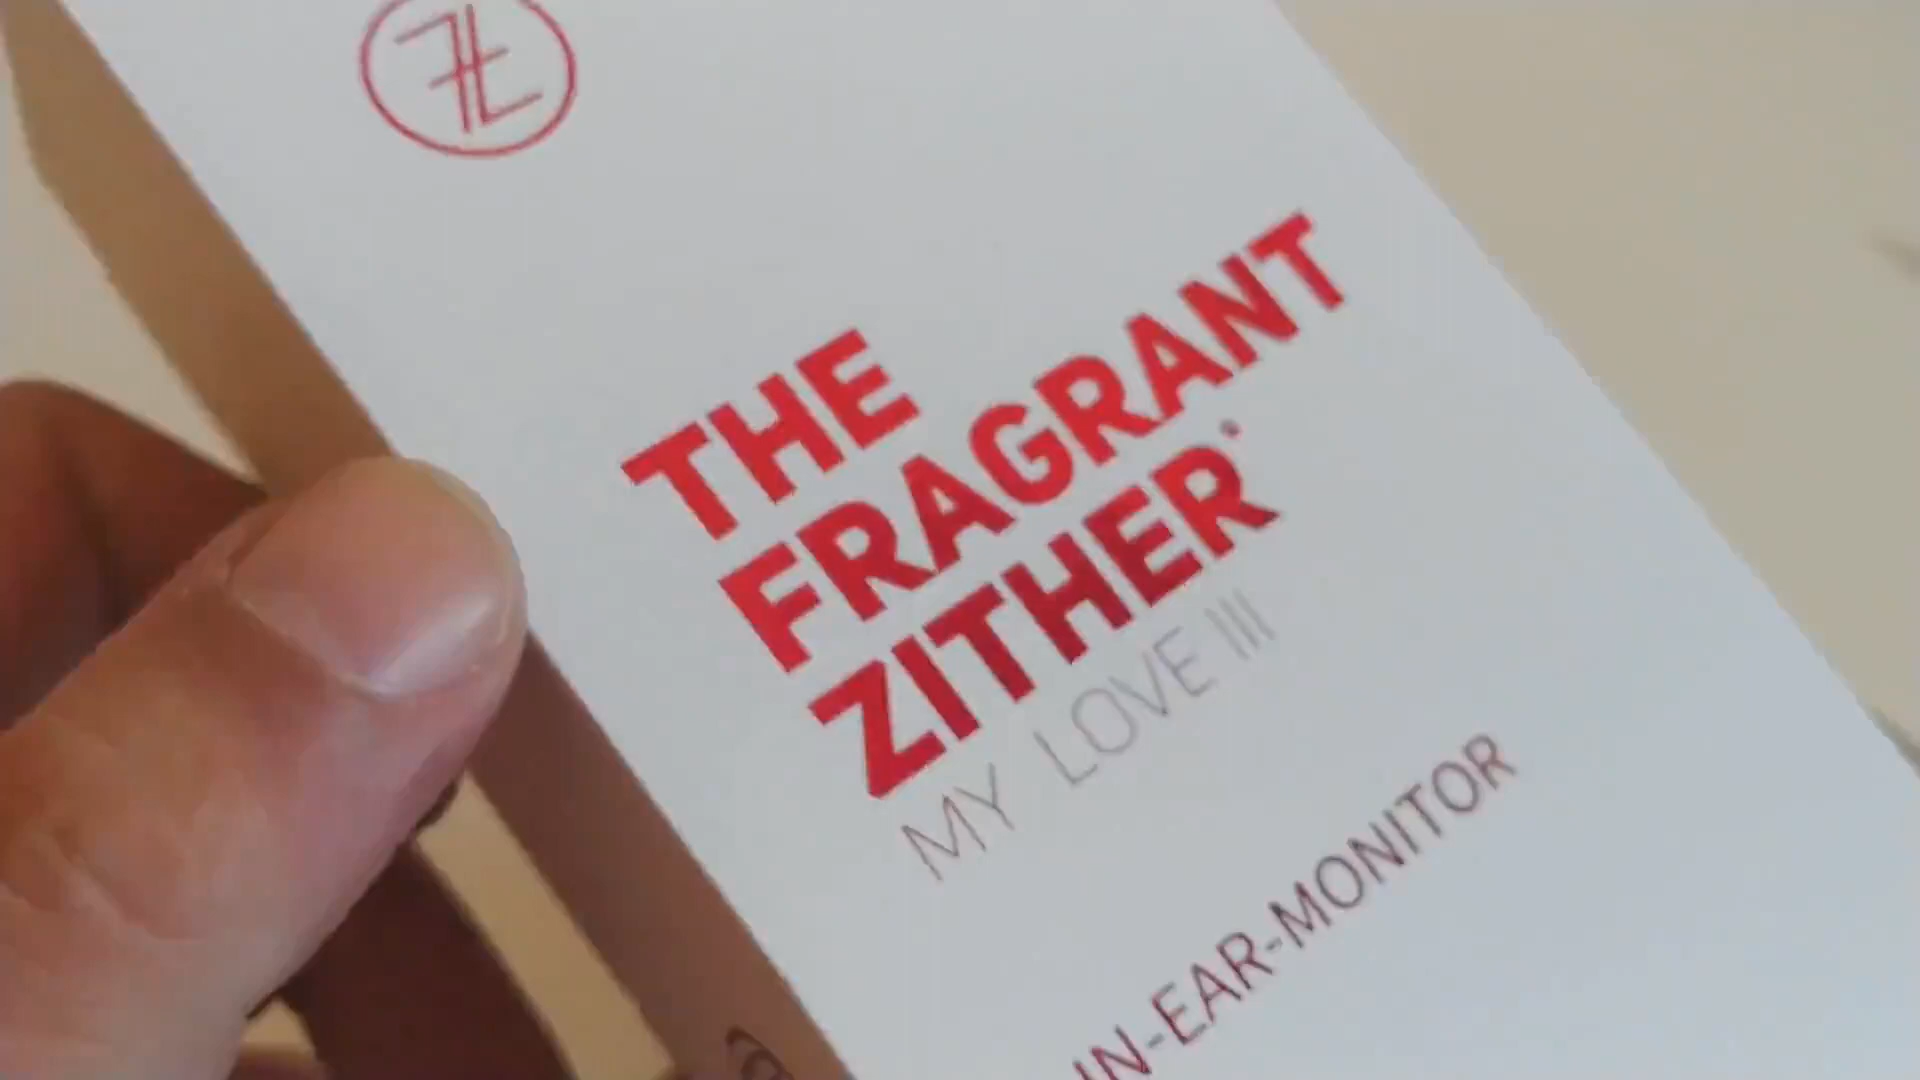 THE
FRAGRANT
ZITHER
MY LOVE III
IN-EAR-MONITOR